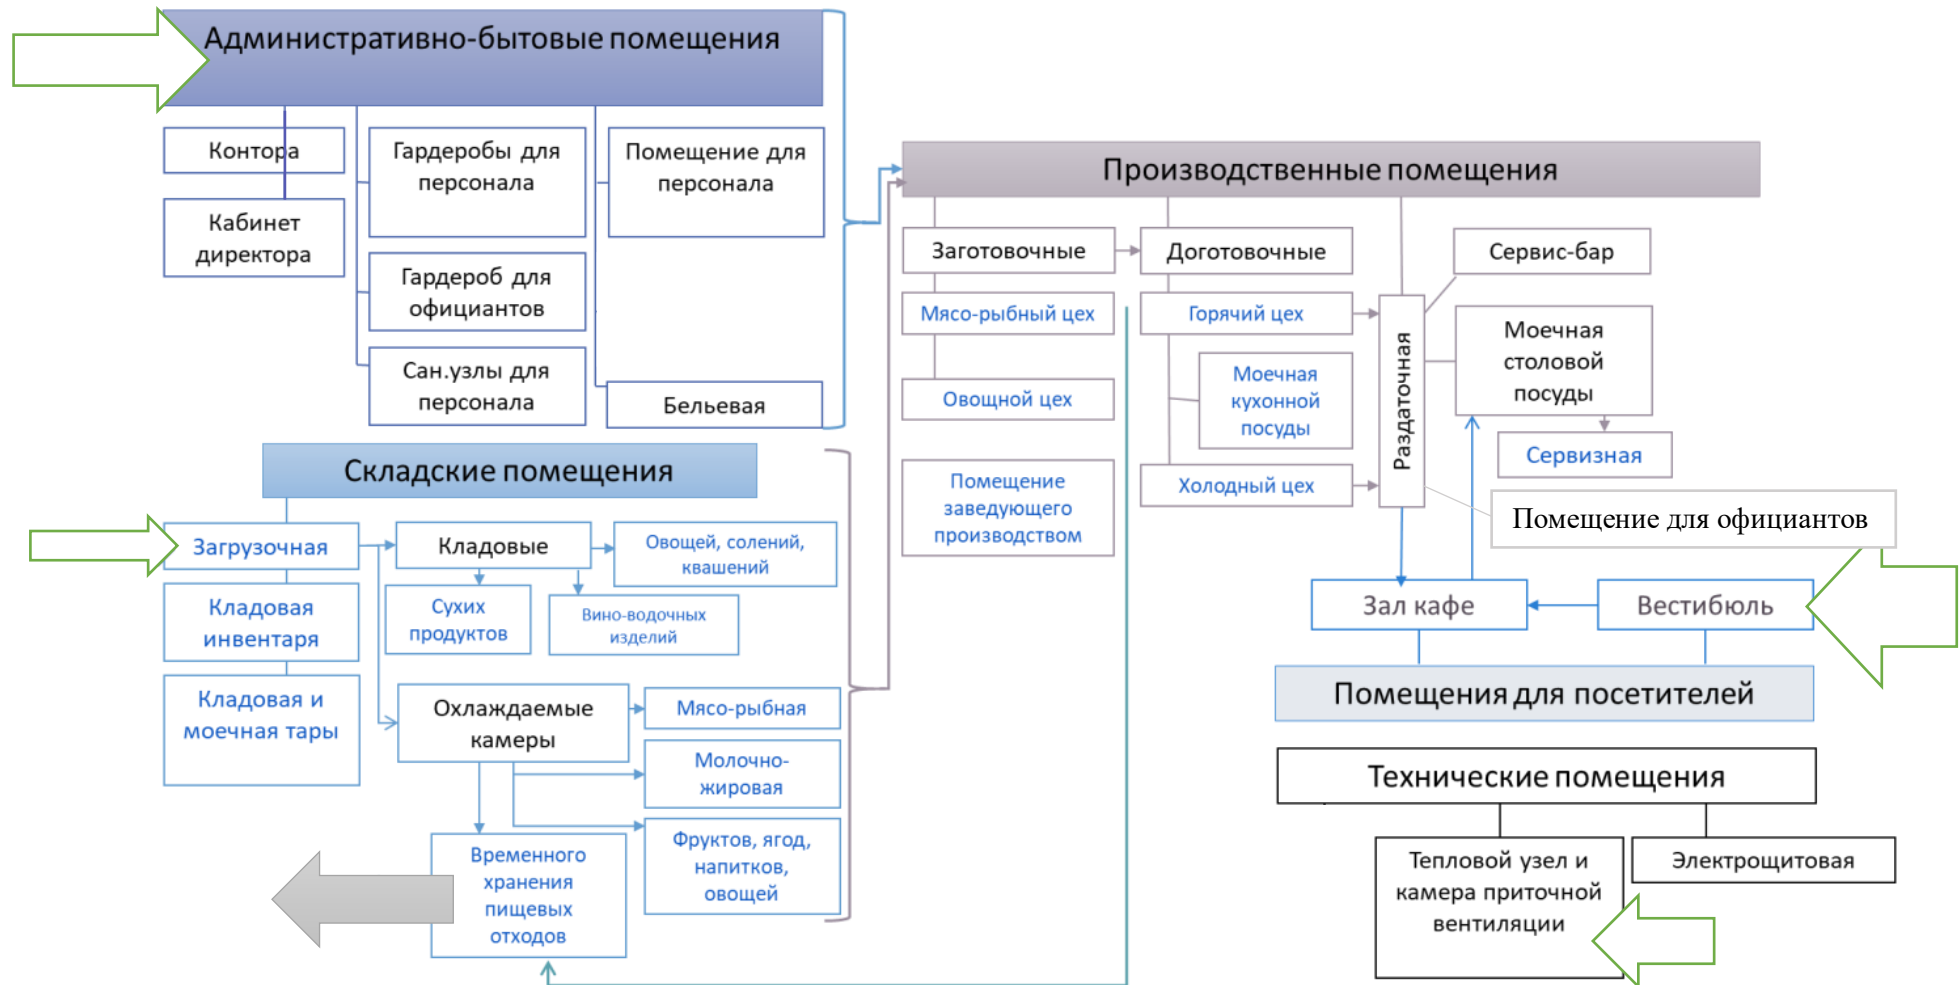 Административно-бытовые помещения
Контора
Кабинет
директора
Гардеробы для
персонала
Гардероб для
официантов
Сан.узлы для
персонала
Помещение для
персонала
Бельевая
Складские помещения
Загрузочная
Кладовая
инвентаря
Кладовая и
моечная тары
Кладовые
Овощей, солений,
квашений
Сухих
продуктов
Вино-водочных
изделий
Охлаждаемые
камеры
Мясо-рыбная
Молочно-
жировая
Фруктов, ягод,
напитков,
овощей
Временного
хранения
пищевых
отходов
Производственные помещения
Заготовочные
Мясо-рыбный цех
Овощной цех
Помещение
заведующего
производством
Доготовочные
Горячий цех
Моечная
кухонной
посуды
Холодный цех
Раздаточная
Сервис-бар
Моечная
столовой
посуды
Сервизная
Помещение для официантов
Зал кафе
Вестибюль
Помещения для посетителей
Технические помещения
Тепловой узел и
камера приточной
вентиляции
Электрощитовая